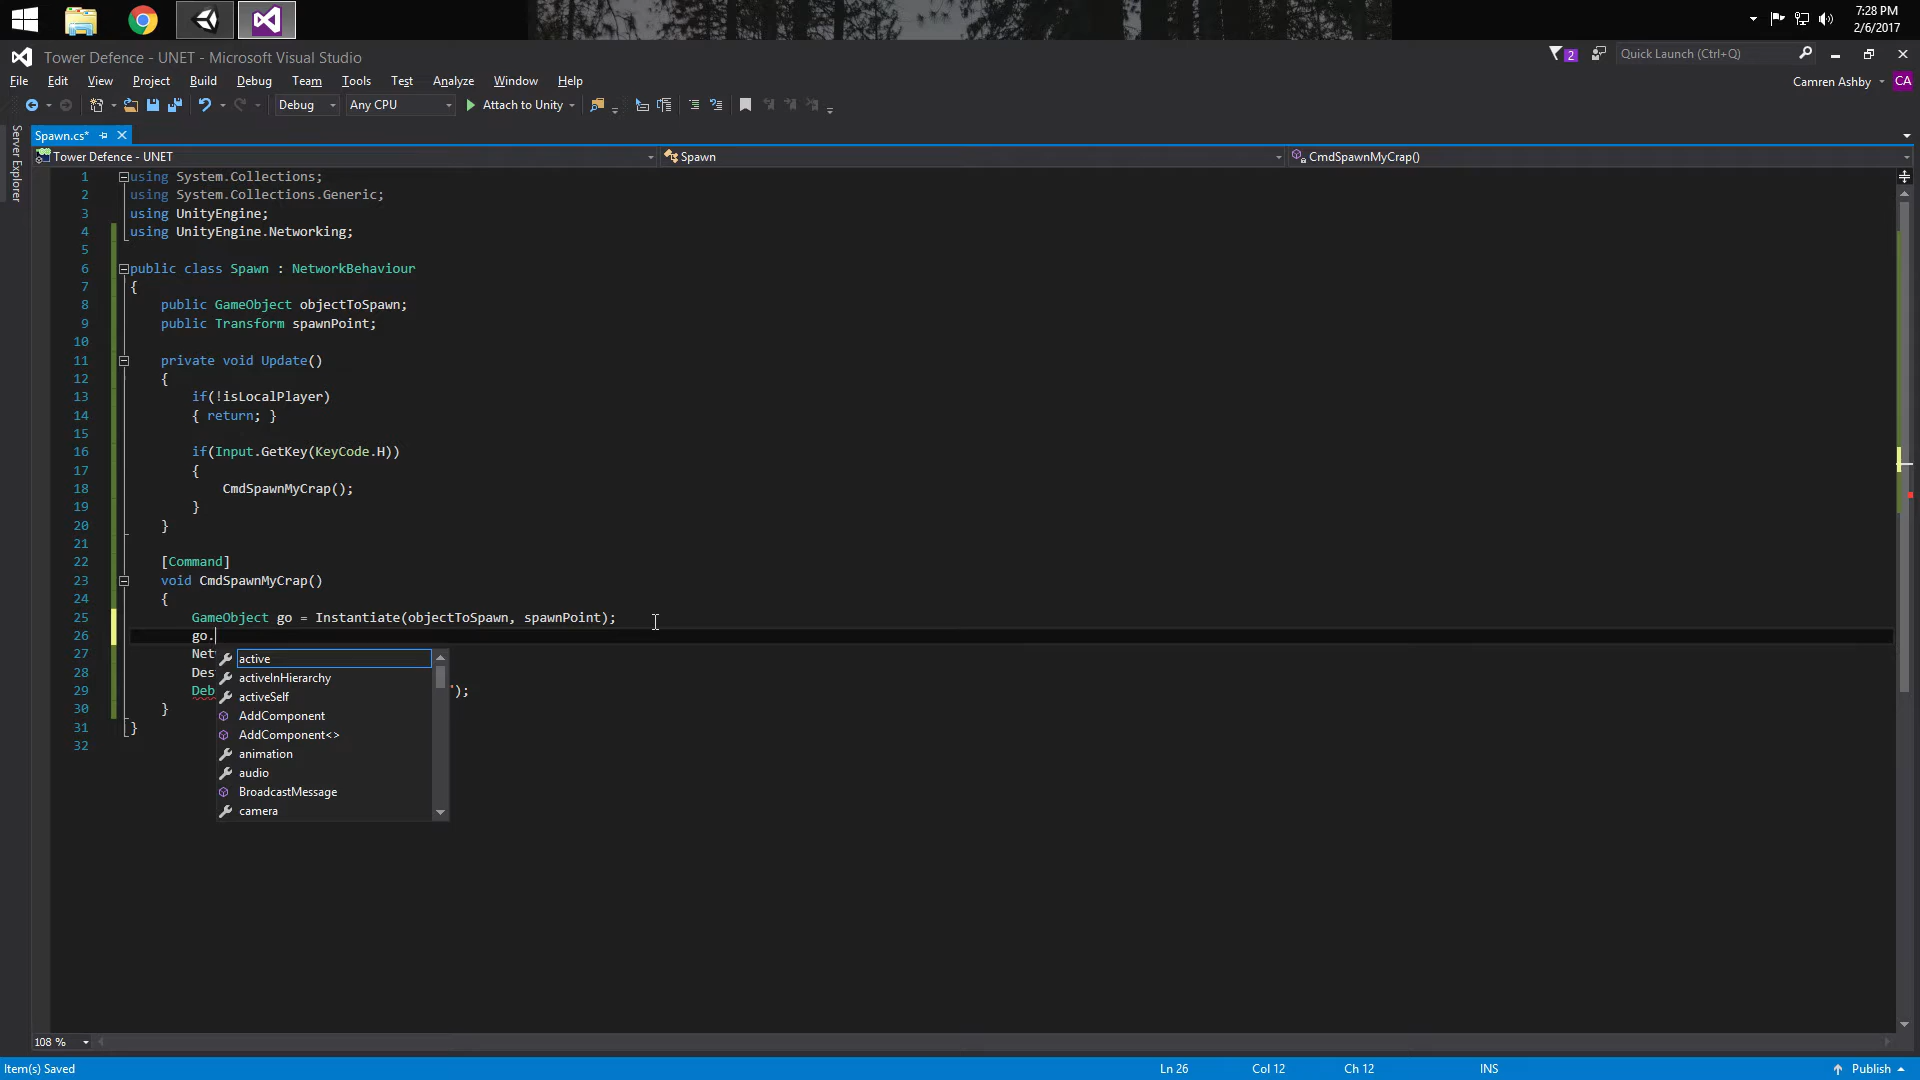 7:28 PM
2/6/2017
Tower Defence - UNET - Microsoft Visual Studio
2
Quick Launch (Ctrl+Q)
File Edit View Project Build Debug Team Tools Test Analyze Window Help
Camren Ashby CA
Debug Any CPU Attach to Unity
Server Explorer
Spawn.cs*
Tower Defence - UNET Spawn CmdSpawnMyCrap()
1 using System.Collections;
2 using System.Collections.Generic;
3 using UnityEngine;
4 using UnityEngine.Networking;
5
6 public class Spawn : NetworkBehaviour
7 {
8 public GameObject objectToSpawn;
9 public Transform spawnPoint;
10
11 private void Update()
12 {
13 if(!isLocalPlayer)
14 { return; }
15
16 if(Input.GetKey(KeyCode.H))
17 {
18 CmdSpawnMyCrap();
19 }
20 }
21
22 [Command]
23 void CmdSpawnMyCrap()
24 {
25 GameObject go = Instantiate(objectToSpawn, spawnPoint);
26 go.
27 Net
28 Des
29 Deb ");
30 }
31 }
32
active
activeInHierarchy
activeSelf
AddComponent
AddComponent<>
animation
audio
BroadcastMessage
camera
108 %
Item(s) Saved Ln 26 Col 12 Ch 12 INS Publish